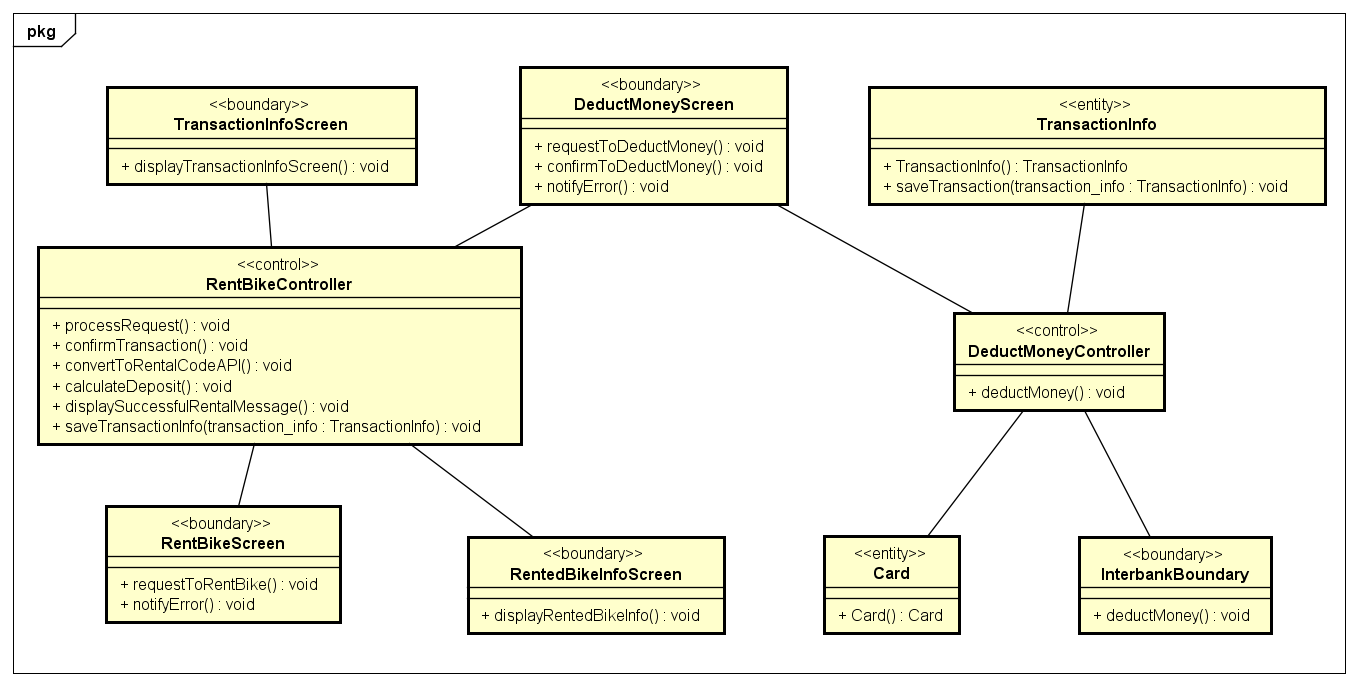 pkg
<<boundary>>
TransactionInfoScreen
+ displayTransactionInfoScreen() : void
<<boundary>>
DeductMoneyScreen
+ requestToDeductMoney() : void
+ confirmToDeductMoney() : void
+ notifyError() : void
<<entity>>
TransactionInfo
+ TransactionInfo() : TransactionInfo
+ saveTransaction(transaction_info : TransactionInfo) : void
<<control>>
RentBikeController
+ processRequest() : void
+ confirmTransaction() : void
+ convertToRentalCodeAPI() : void
+ calculateDeposit() : void
+ displaySuccessfulRentalMessage() : void
+ saveTransactionInfo(transaction_info : TransactionInfo) : void
<<control>>
DeductMoneyController
+ deductMoney() : void
<<boundary>>
RentBikeScreen
+ requestToRentBike() : void
+ notifyError() : void
<<boundary>>
RentedBikeInfoScreen
+ displayRentedBikeInfo() : void
<<entity>>
Card
+ Card() : Card
<<boundary>>
InterbankBoundary
+ deductMoney() : void